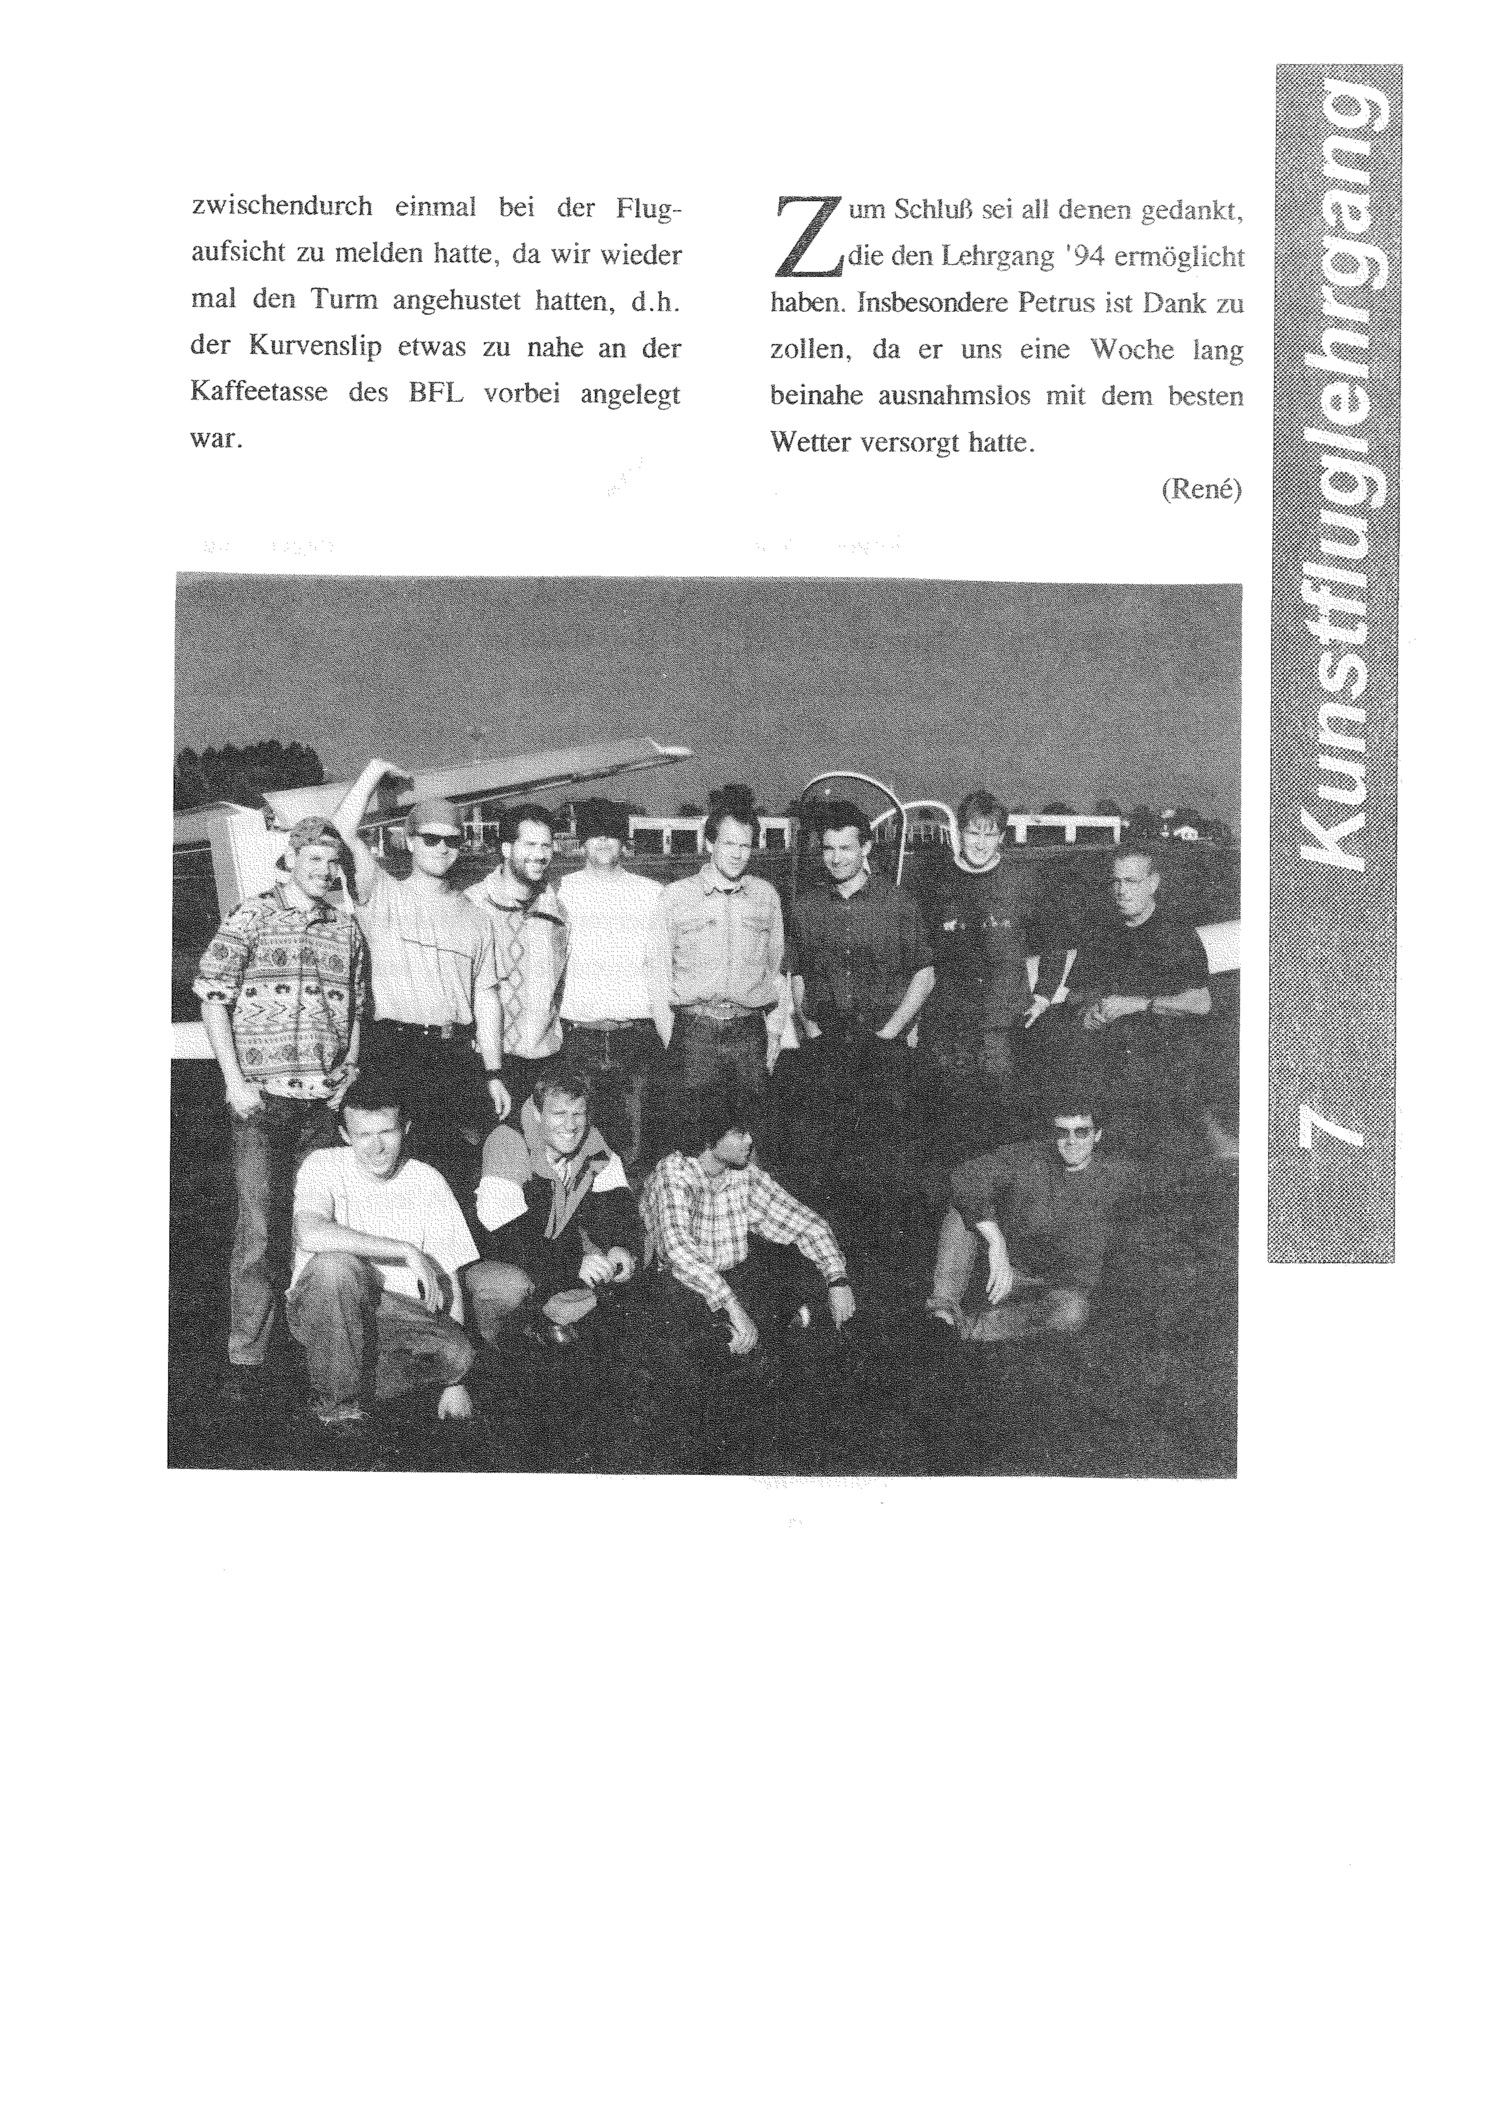 zwischendurch einmal bei der Flug-
aufsicht zu melden hatte, da wir wieder
mal den Turm angehustet hatten, d.h.
der Kurvenslip etwas zu nahe an der
Kaffeetasse des BFL vorbei angelegt
war.
Zum Schluß sei all denen gedankt,
die den Lehrgang '94 ermöglicht
haben. Insbesondere Petrus ist Dank zu
zollen, da er uns eine Woche lang
beinahe ausnahmslos mit dem besten
Wetter versorgt hatte.
(René)
7 Kunstfluglehrgang